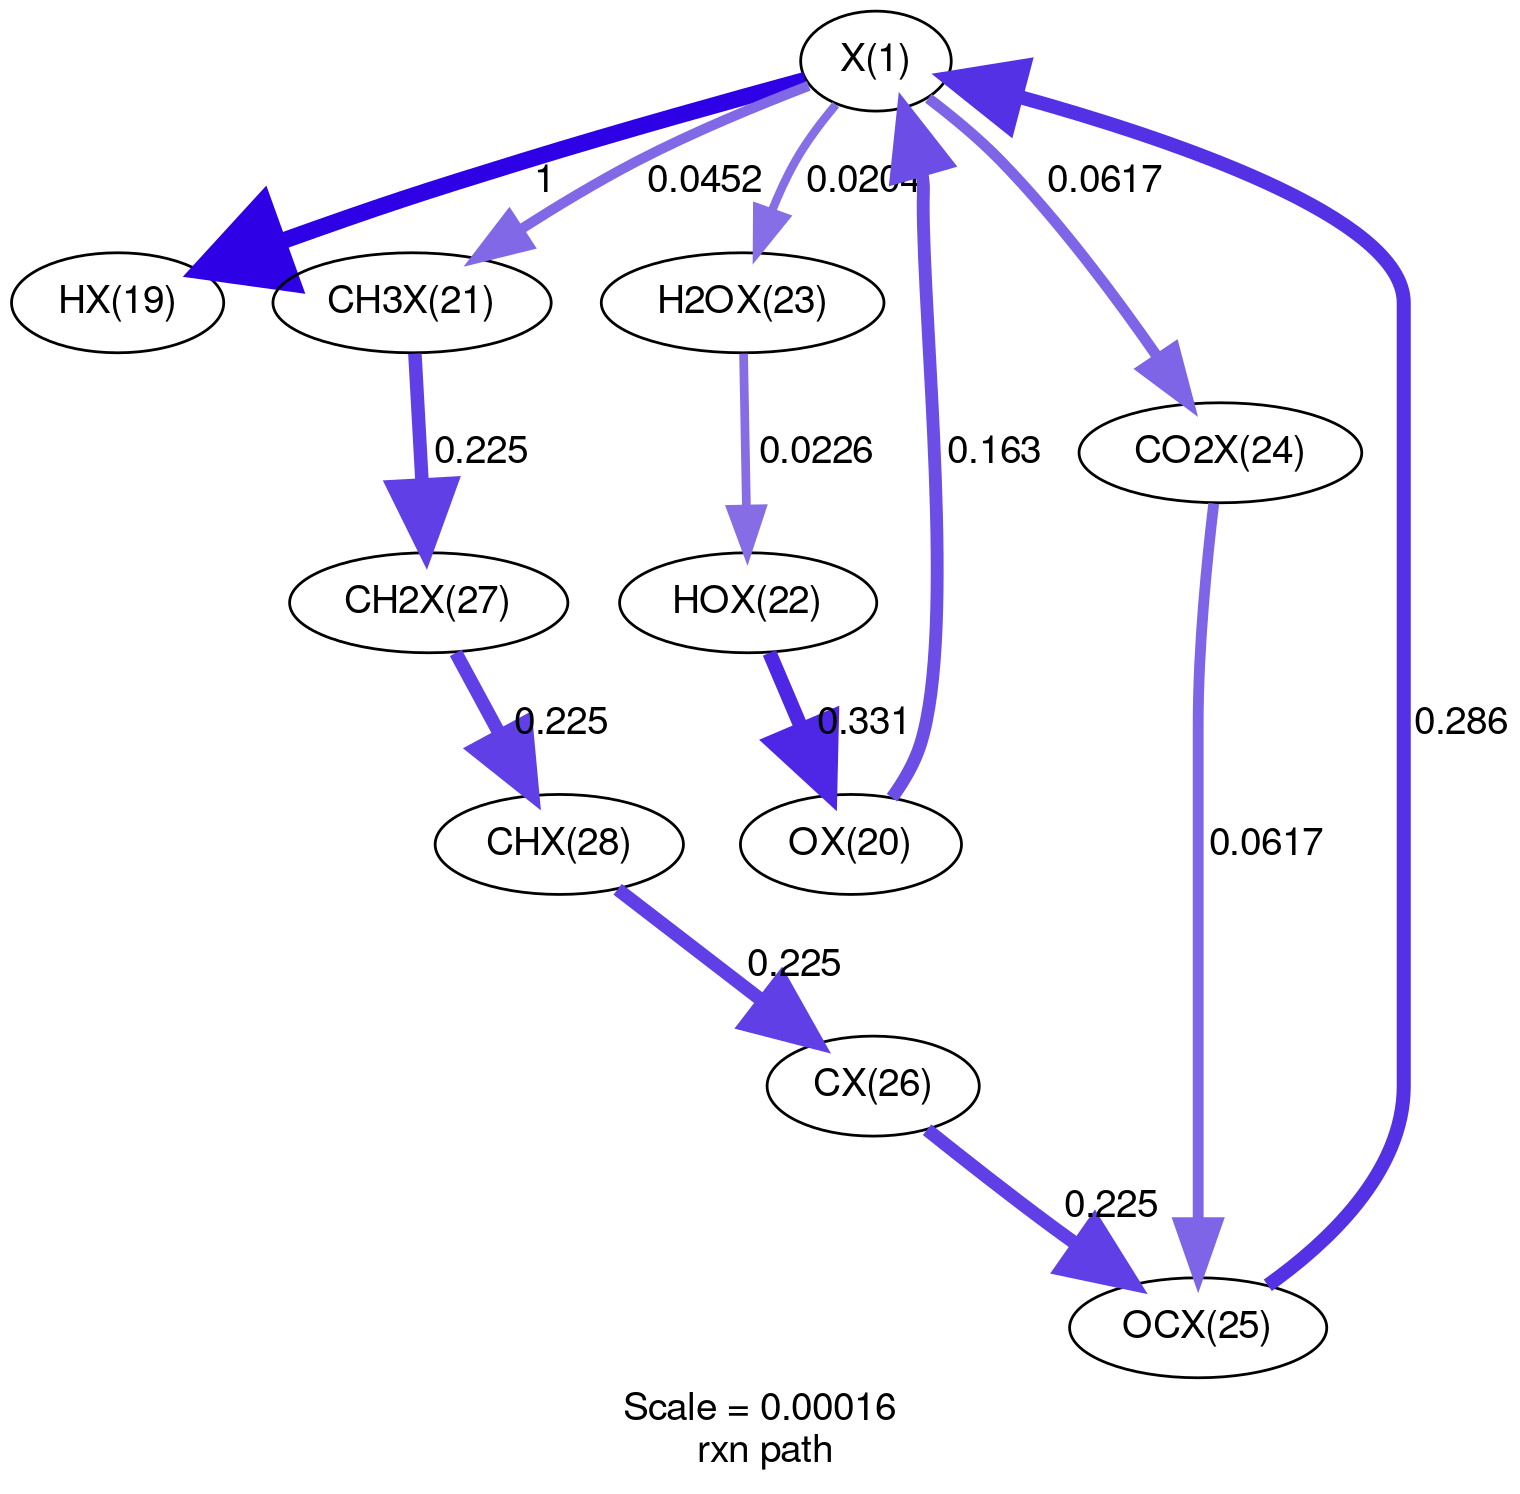 X(1)
1
0.0452
0.0204
0.0617
HX(19)
CH3X(21)
H2OX(23)
0.225
0.0226
0.163
CO2X(24)
CH2X(27)
HOX(22)
0.225
0.331
0.286
CHX(28)
OX(20)
0.0617
0.225
CX(26)
0.225
OCX(25)
Scale = 0.00016
rxn path